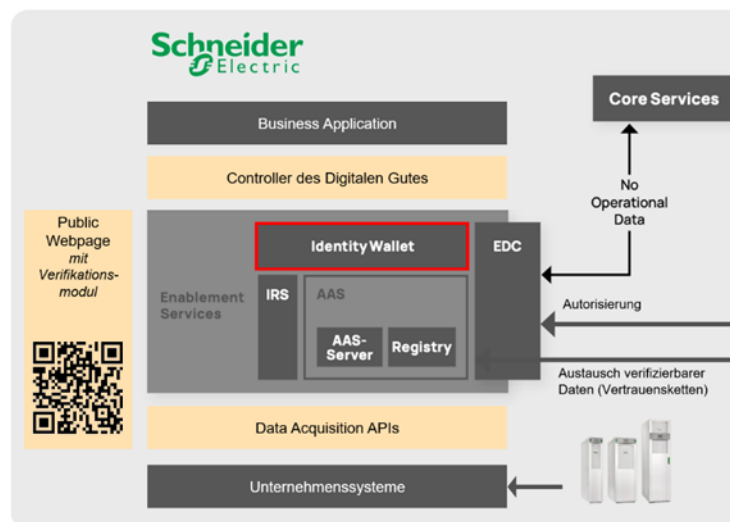 Schneider
Electric
Business Application
Core Services
Controller des Digitalen Gutes
No
Operational
Data
Public
Webpage
mit
Verifikations-
modul
Identity Wallet
EDC
Enablement
Services
IRS
AAS
AAS-
Server
Registry
Autorisierung
Austausch verifizierbarer
Daten (Vertrauensketten)
Data Acquisition APIs
Unternehmenssysteme